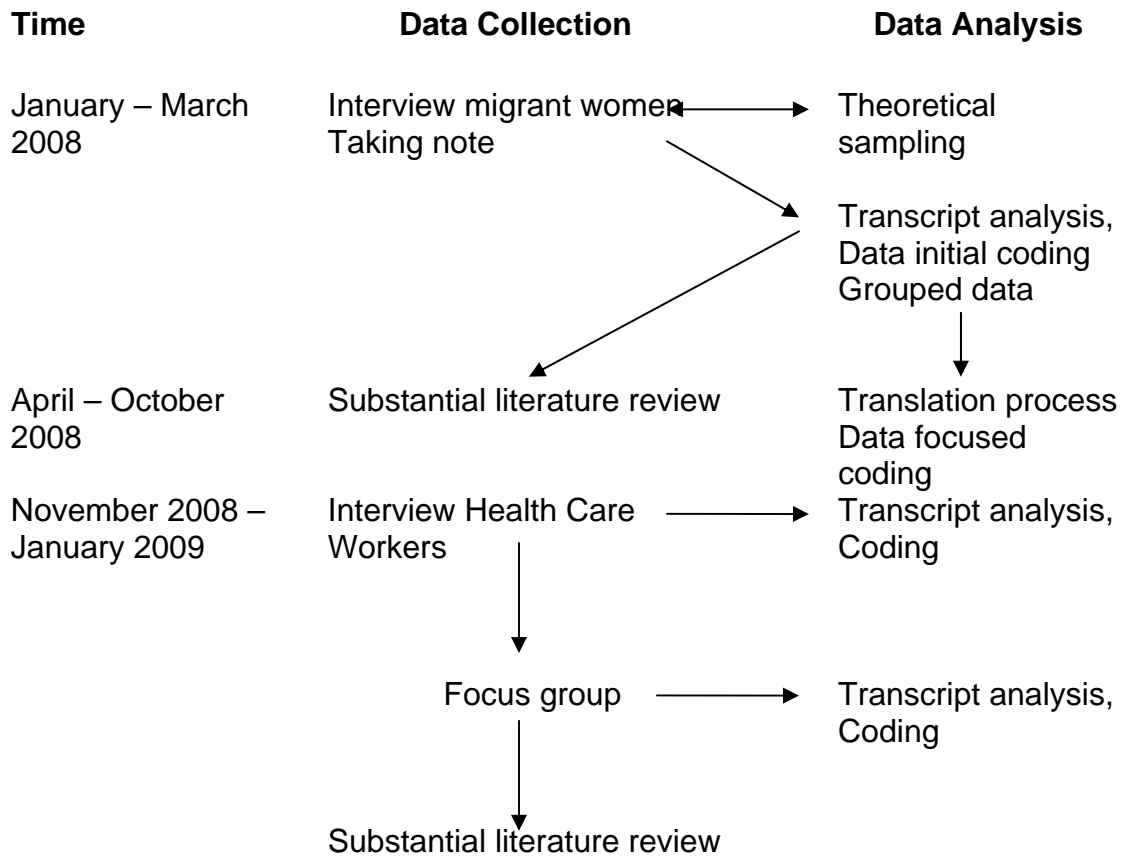 Time Data Collection Data Analysis
January – March Interview migrant women Theoretical
2008 Taking note sampling
Transcript analysis,
Data initial coding
Grouped data
April – October Substantial literature review Translation process
2008 Data focused
coding
November 2008 – Interview Health Care Transcript analysis,
January 2009 Workers Coding
Focus group Transcript analysis,
Coding
Substantial literature review